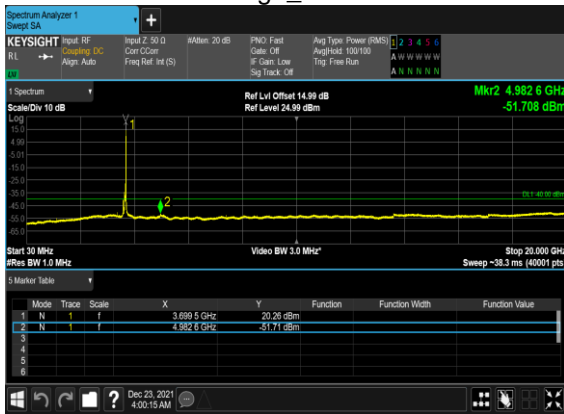 Spectrum Analyzer 1
Swept SA
KEYSIGHT Input: RF Input Z: 50 Ω #Atten: 20 dB PNO: Fast Avg Type: Power (RMS) 1 2 3 4 5 6
RL Coupling: DC Corr CCorr Gate: Off Avg|Hold: 100/100 A W W W W W
Align: Auto Freq Ref: Int (S) IF Gain: Low Trig: Free Run
LXI Sig Track: Off A N N N N N
1 Spectrum Ref Lvl Offset 14.99 dB Mkr2 4.982 6 GHz
Scale/Div 10 dB Ref Level 24.99 dBm -51.708 dBm
Log
15.0 1
4.99
-5.01
-15.0
-25.0
-35.0 DL1 -40.00 dBm
-45.0 2
-55.0
-65.0
Start 30 MHz Video BW 3.0 MHz* Stop 20.000 GHz
#Res BW 1.0 MHz Sweep ~38.3 ms (40001 pts)
5 Marker Table
Mode Trace Scale X Y Function Function Width Function Value
1 N 1 f 3.699 5 GHz 20.26 dBm
2 N 1 f 4.982 6 GHz -51.71 dBm
3
4
5
6
? Dec 23, 2021
4:00:15 AM